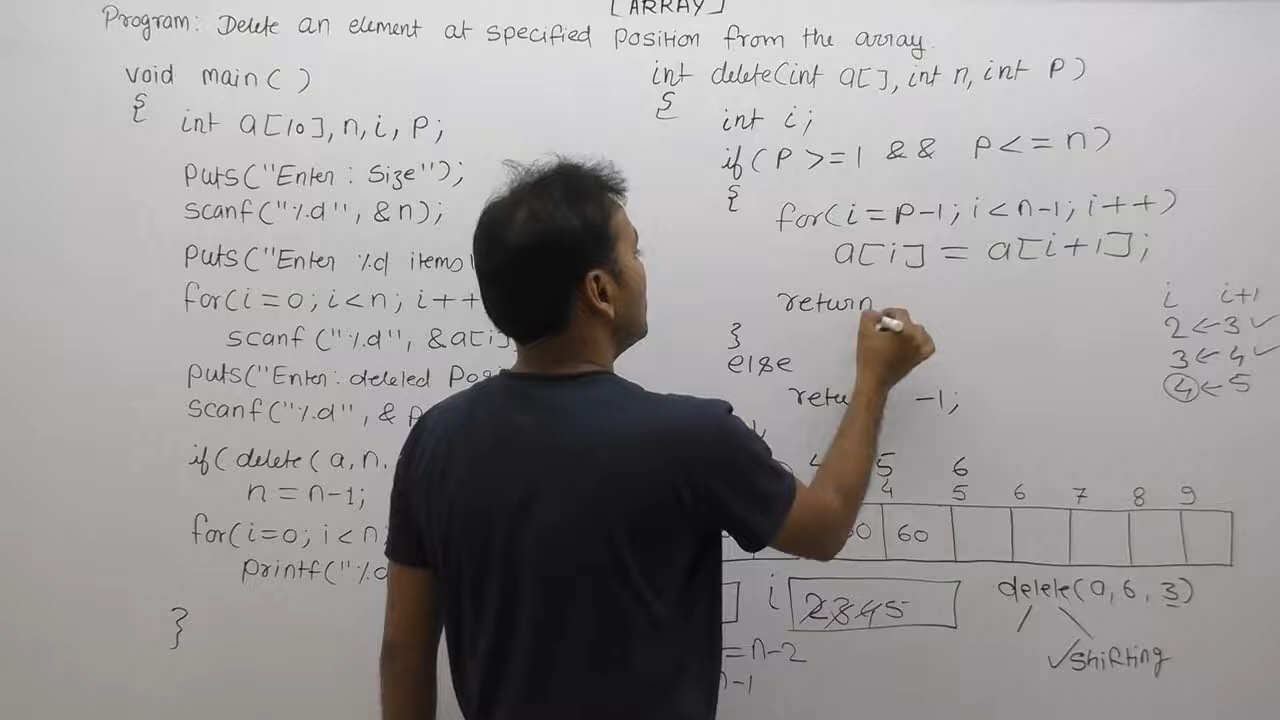 [ARRAY]
Program: Delete an element at specified position from the array.
void main( )
{
int a[10], n, i, P;
Puts("Enter : Size");
scanf("%d", &n);
Puts("Enter %d items
for(i=0; i<n; i++
scanf("%d", &a[i]
puts("Enter: deleted Posi
scanf("%d", & p
if( delete( a, n,
n = n-1;
for(i=0; i<n;
printf("%d
}
int delete(int a[], int n, int P)
{
int i;
if( P >=1 && P<=n)
{
for(i=P-1; i<n-1; i++)
a[i] = a[i+1];
return
}
else
retu -1;
i i+1
2 ← 3 ✓
3 ← 4 ✓
4 ← 5
5 6
4 5 6 7 8 9
60
i 2345
delete(a, 6, 3)
✓shifting
=n-2
-1